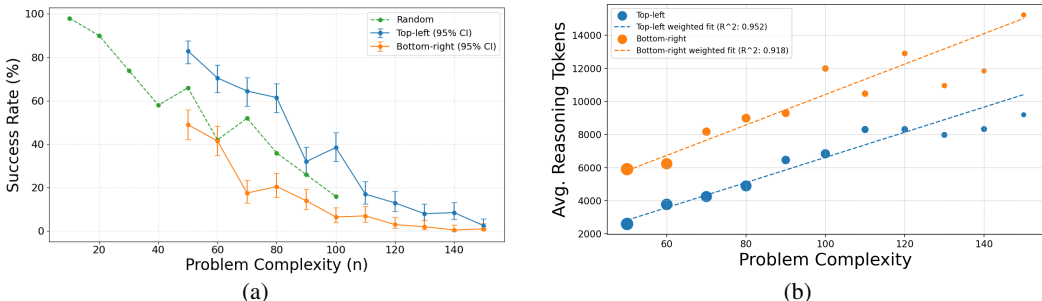 Success Rate (%)
100
80
60
40
20
0
20
40
60
80
100
120
140
Problem Complexity (n)
Random
Top-left (95% CI)
Bottom-right (95% CI)
(a)
Avg. Reasoning Tokens
14000
12000
10000
8000
6000
4000
2000
60
80
100
120
140
Problem Complexity
Top-left
Top-left weighted fit (R^2: 0.952)
Bottom-right
Bottom-right weighted fit (R^2: 0.918)
(b)